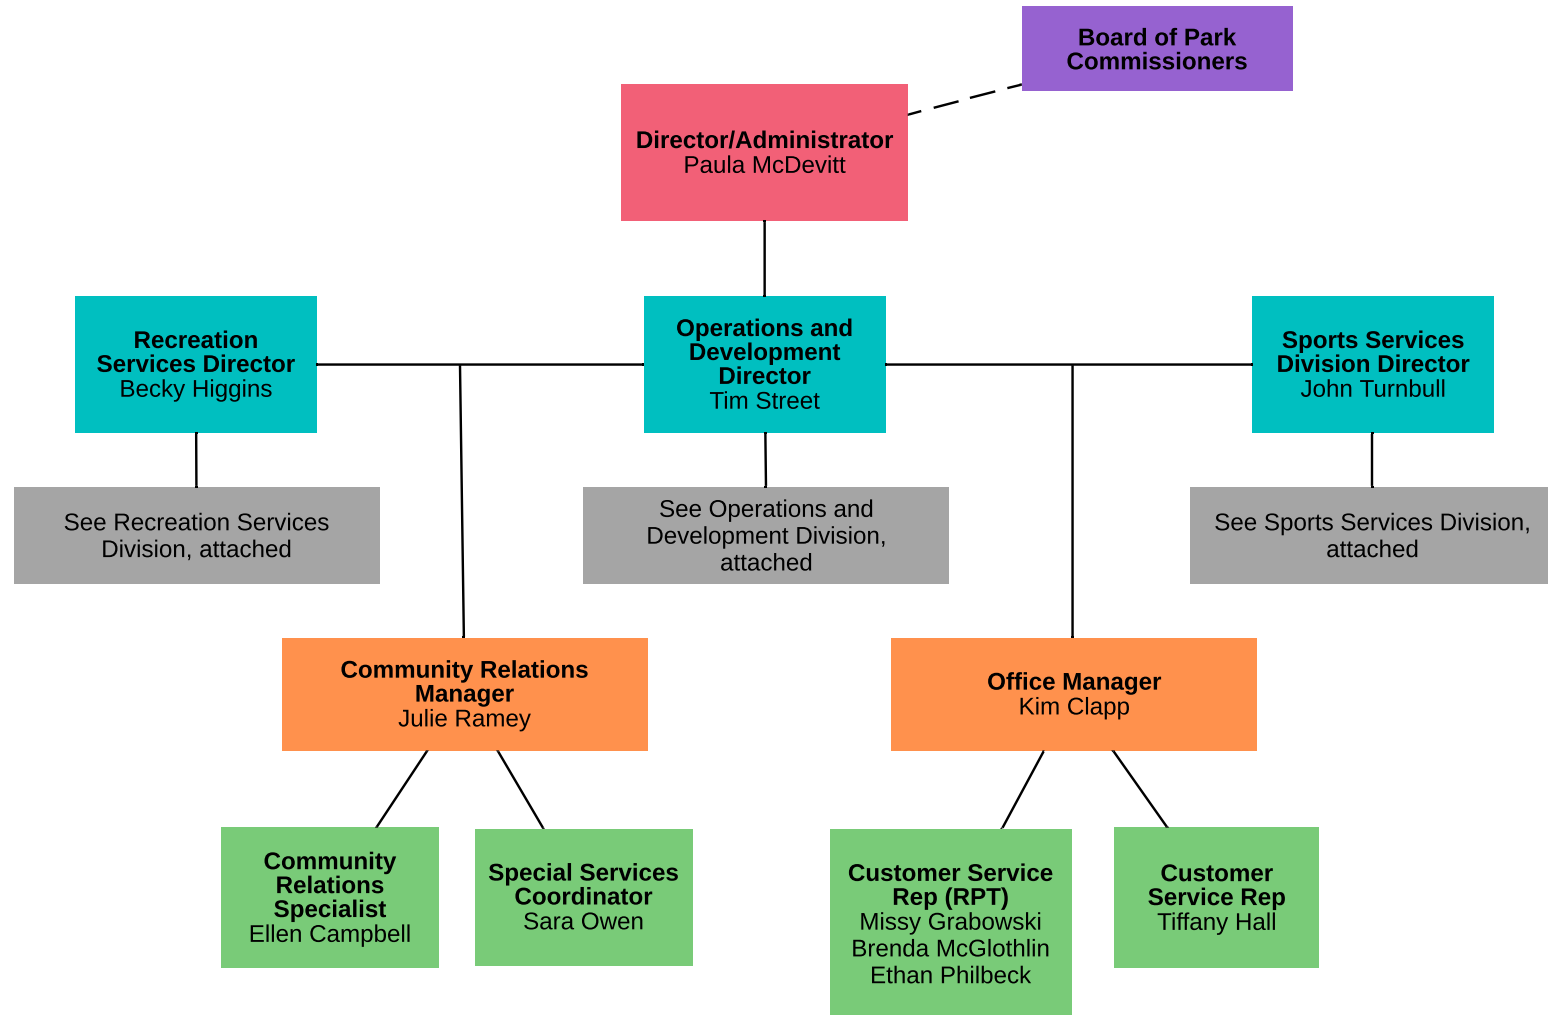 Board of Park
Commissioners
Director/Administrator
Paula McDevitt
Recreation
Services Director
Becky Higgins
Operations and
Development
Director
Tim Street
Sports Services
Division Director
John Turnbull
See Recreation Services
Division, attached
See Operations and
Development Division,
attached
See Sports Services Division,
attached
Community Relations
Manager
Julie Ramey
Office Manager
Kim Clapp
Community
Relations
Specialist
Ellen Campbell
Special Services
Coordinator
Sara Owen
Customer Service
Rep (RPT)
Missy Grabowski
Brenda McGlothlin
Ethan Philbeck
Customer
Service Rep
Tiffany Hall